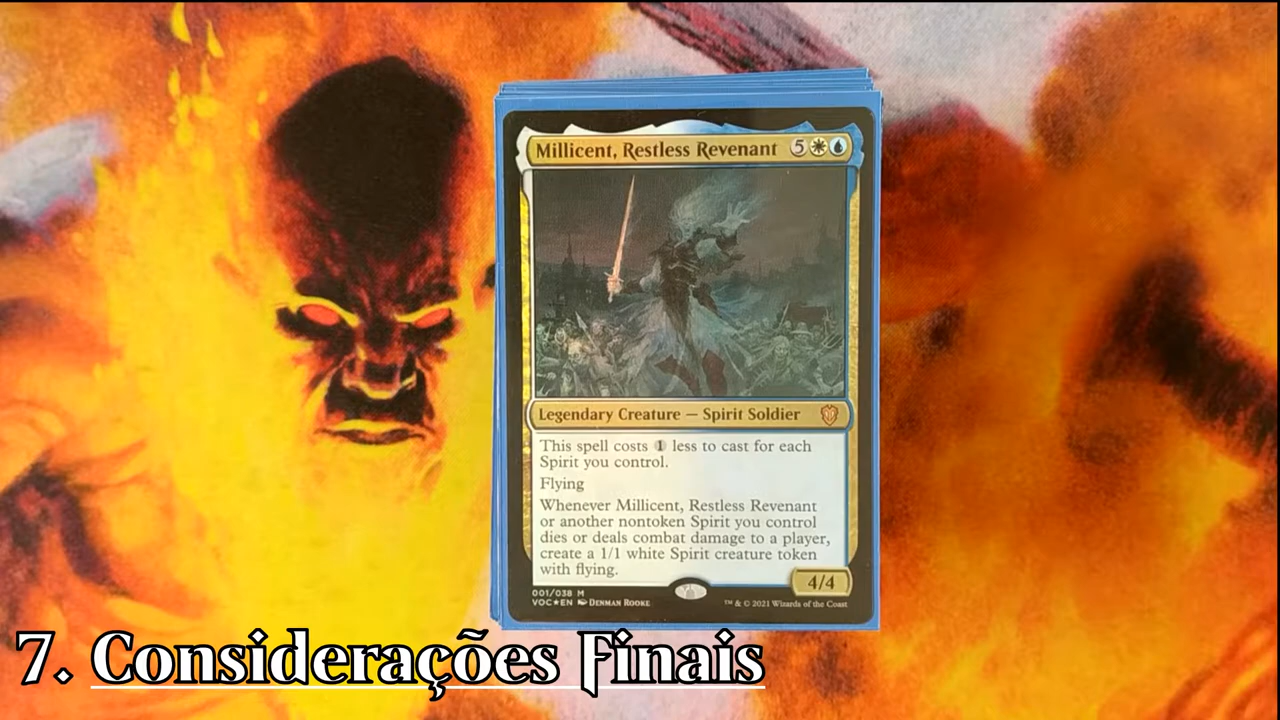 Millicent, Restless Revenant 5
Legendary Creature — Spirit Soldier
This spell costs 1 less to cast for each
Spirit you control.
Flying
Whenever Millicent, Restless Revenant
or another nontoken Spirit you control
dies or deals combat damage to a player,
create a 1/1 white Spirit creature token
with flying.
4/4
001/038 M
VOC★EN DENMAN ROOKE
™ & © 2021 Wizards of the Coast
7. Considerações Finais